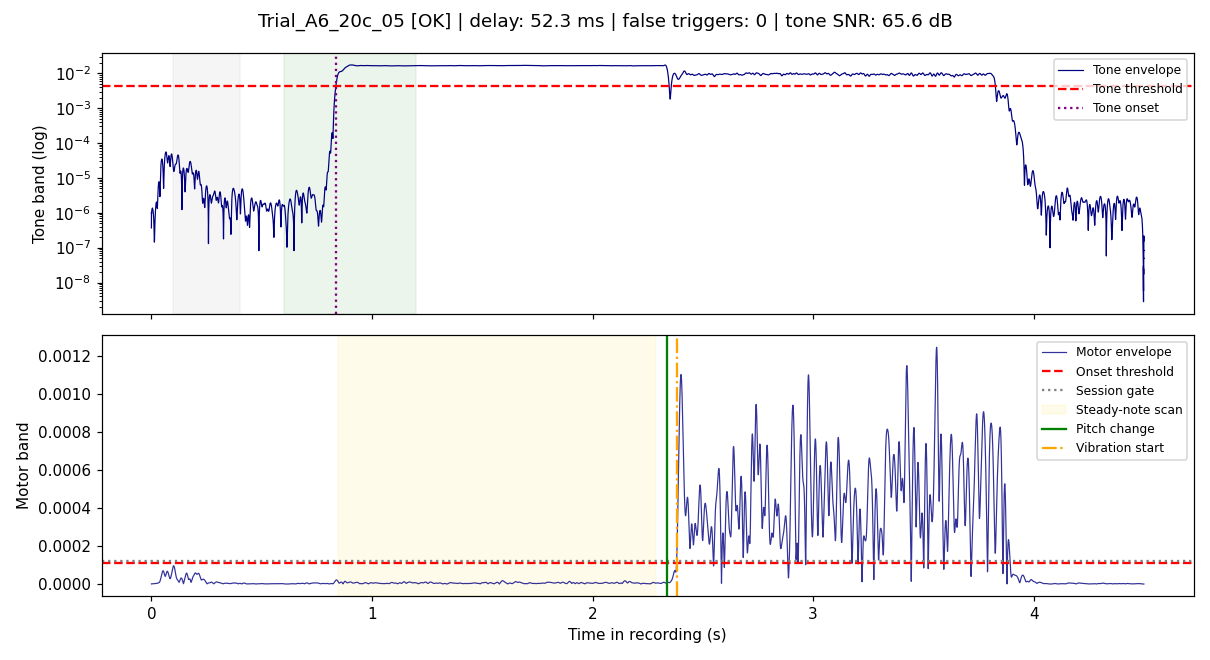 Trial_A6_20c_05 [OK] | delay: 52.3 ms | false triggers: 0 | tone SNR: 65.6 dB
Tone band (log)
10⁻²
10⁻³
10⁻⁴
10⁻⁵
10⁻⁶
10⁻⁷
10⁻⁸
Tone envelope
Tone threshold
Tone onset
Motor band
0.0012
0.0010
0.0008
0.0006
0.0004
0.0002
0.0000
Motor envelope
Onset threshold
Session gate
Steady-note scan
Pitch change
Vibration start
0 1 2 3 4
Time in recording (s)